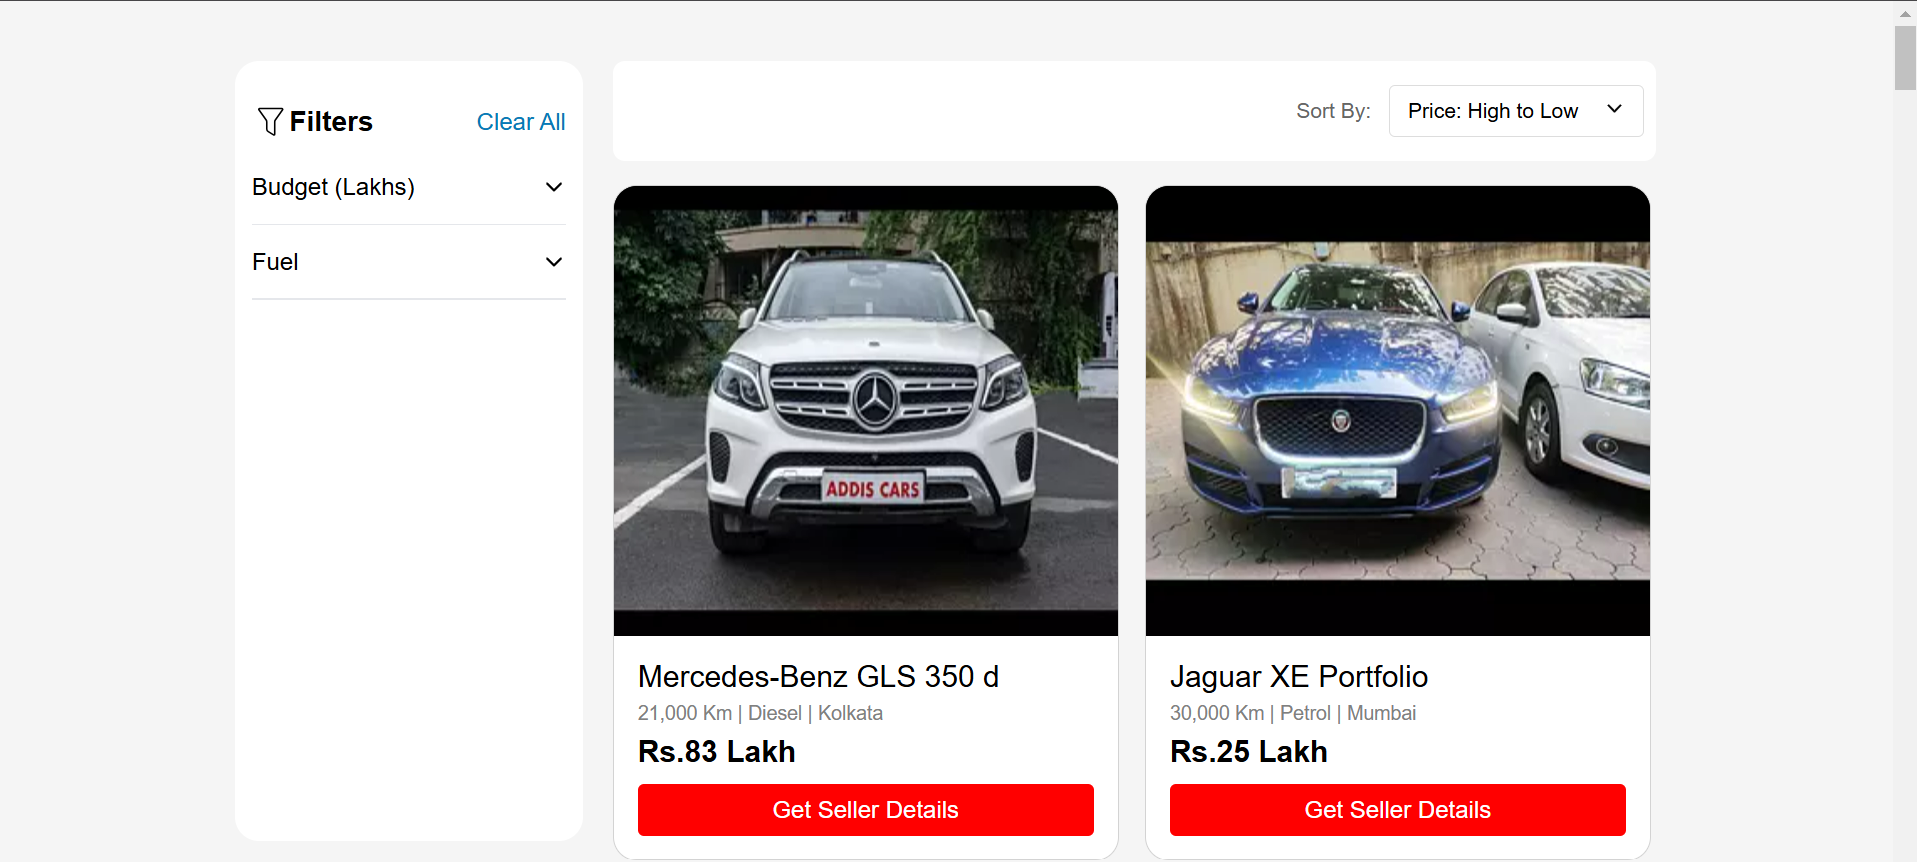 Filters
Clear All
Budget (Lakhs)
Fuel
Sort By:
Price: High to Low
ADDIS CARS
Mercedes-Benz GLS 350 d
21,000 Km | Diesel | Kolkata
Rs.83 Lakh
Get Seller Details
Jaguar XE Portfolio
30,000 Km | Petrol | Mumbai
Rs.25 Lakh
Get Seller Details